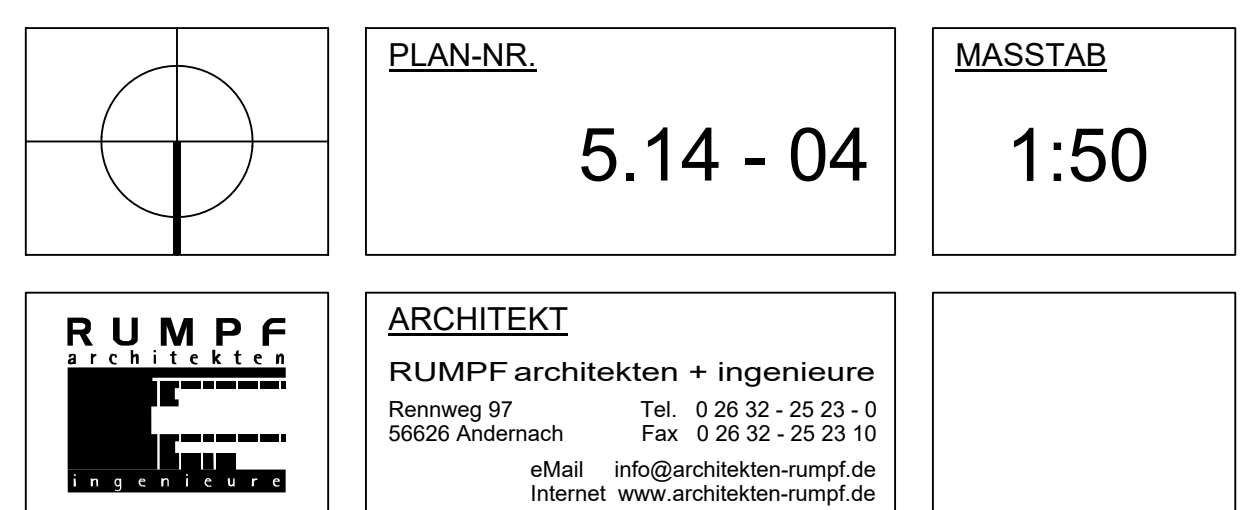 PLAN-NR.
5.14 - 04
MASSTAB
1:50
RUMPF
architekten
ingenieure
ARCHITEKT
RUMPF architekten + ingenieure
Rennweg 97 Tel. 0 26 32 - 25 23 - 0
56626 Andernach Fax 0 26 32 - 25 23 10
eMail info@architekten-rumpf.de
Internet www.architekten-rumpf.de